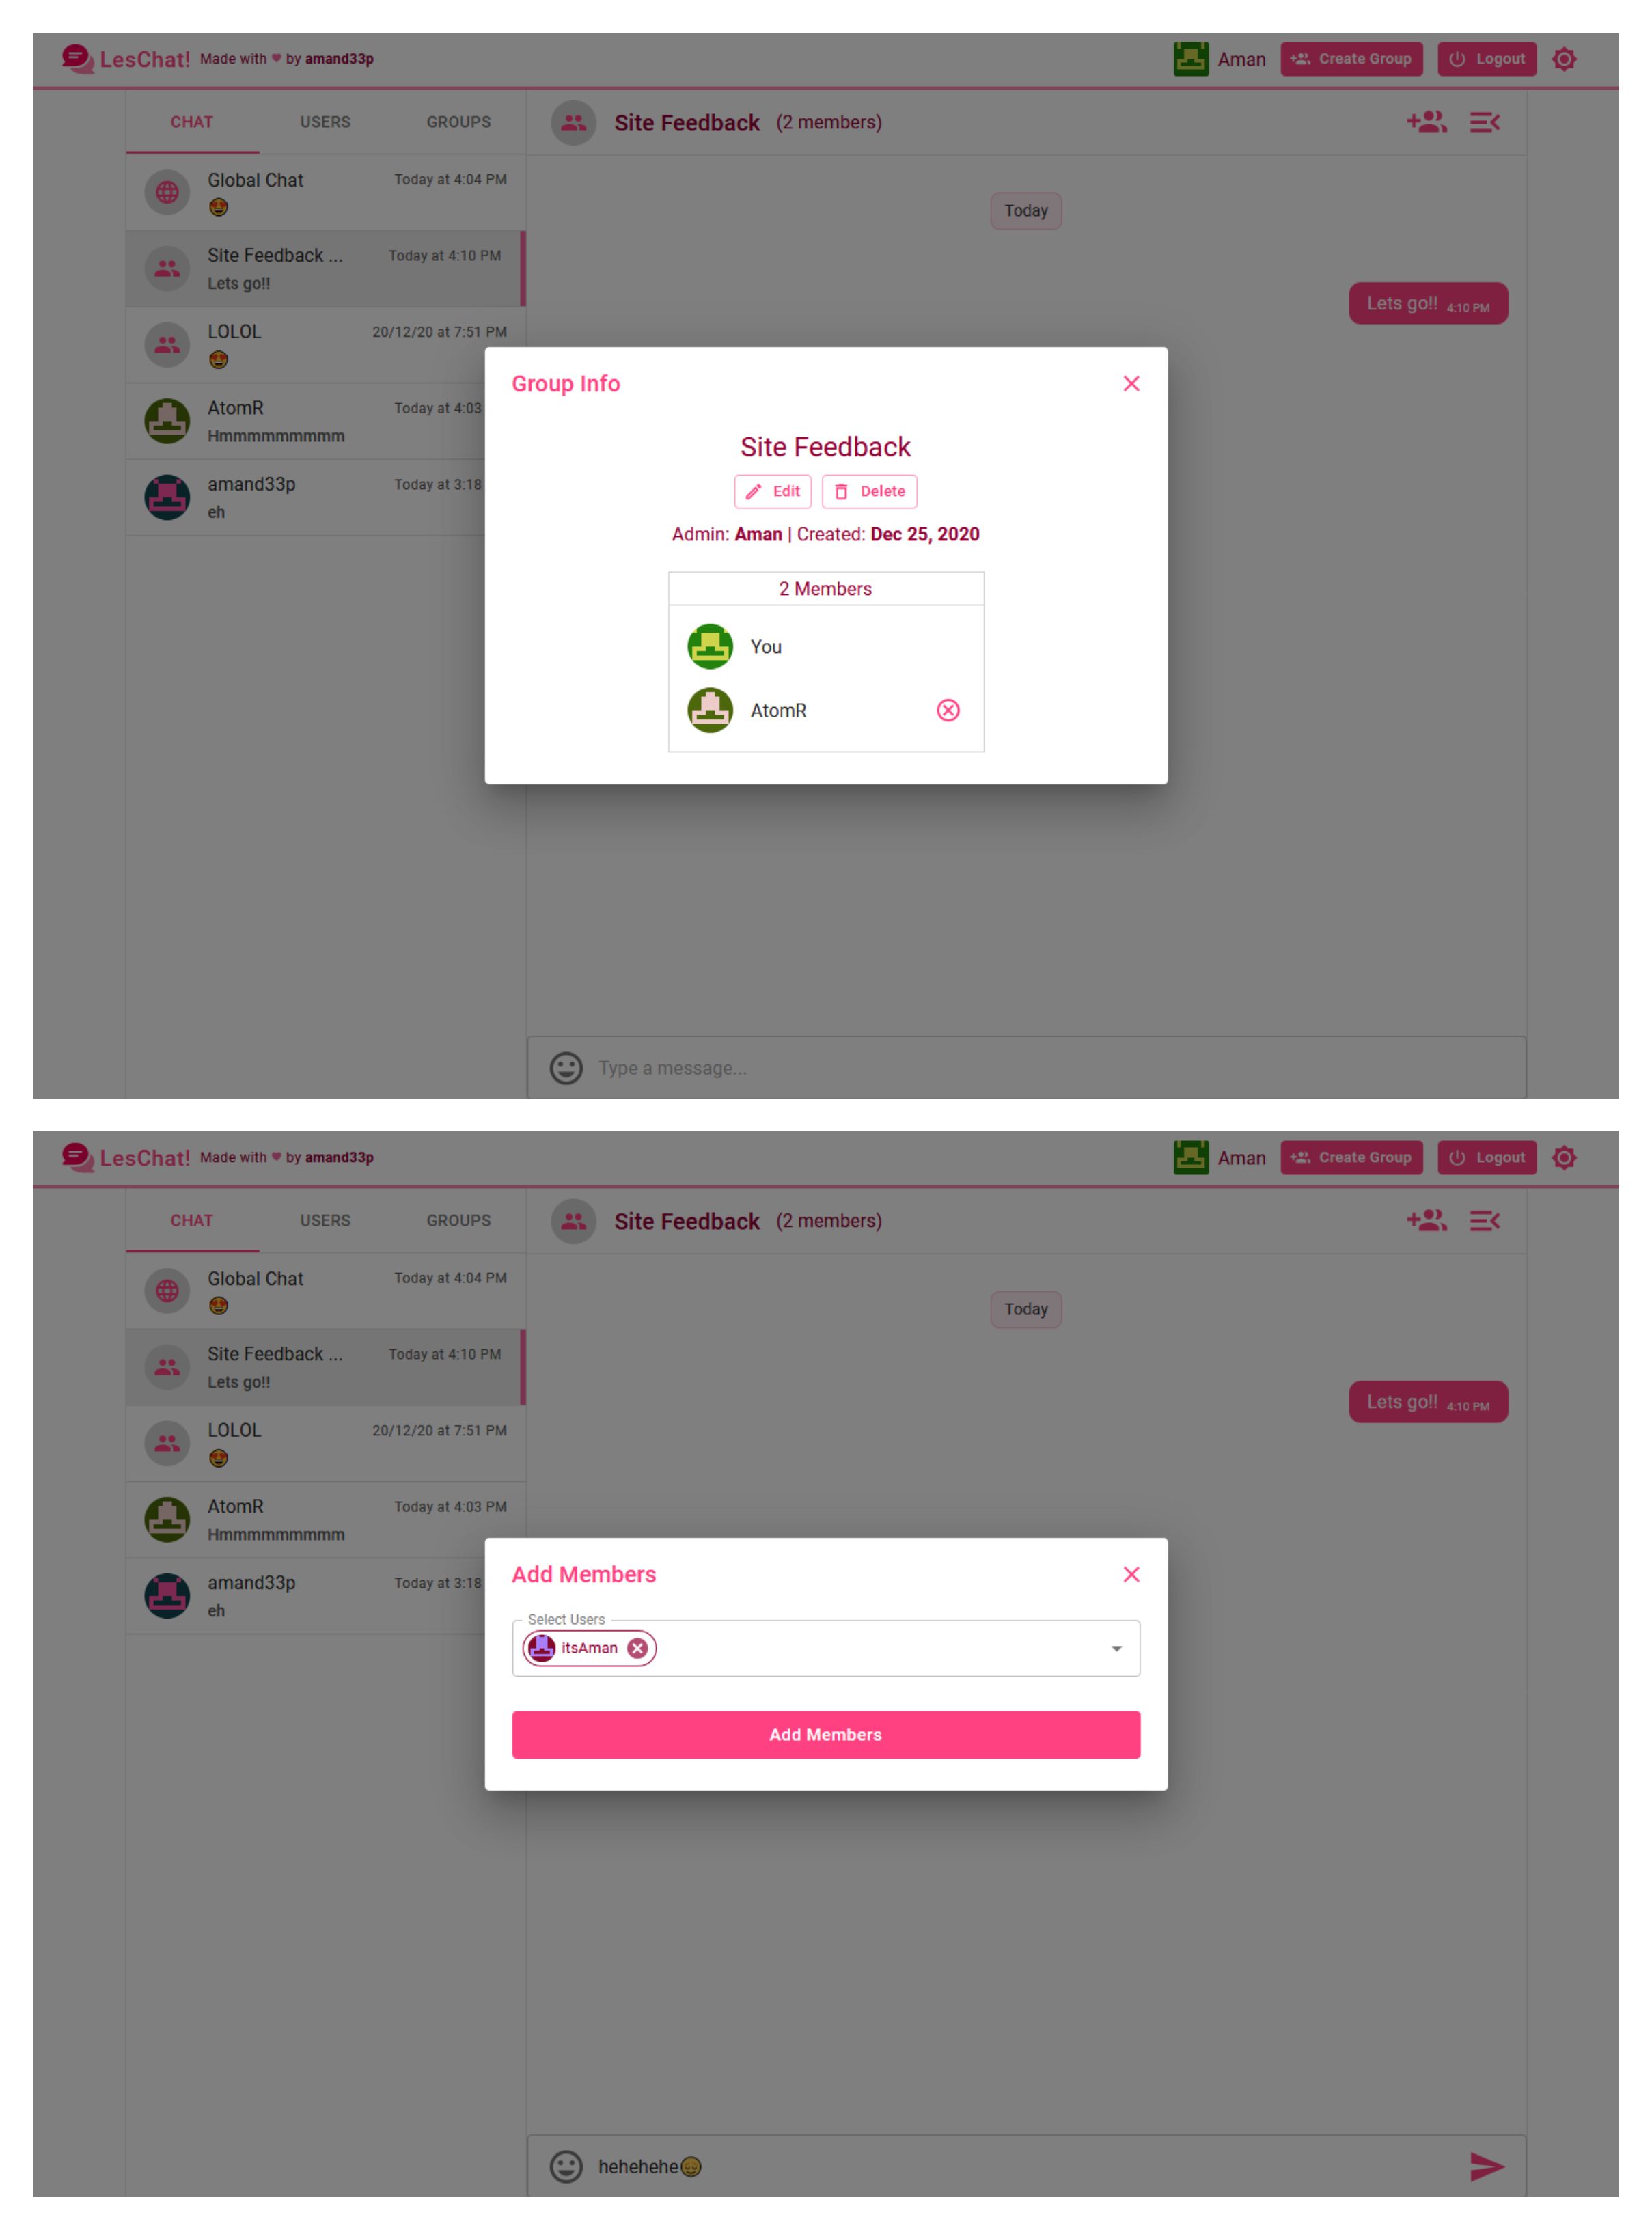 LesChat! Made with ♥ by amand33p
Aman Create Group Logout
CHAT USERS GROUPS
Site Feedback (2 members)
Global Chat Today at 4:04 PM
🤩
Site Feedback ... Today at 4:10 PM
Lets go!!
LOLOL 20/12/20 at 7:51 PM
🤩
AtomR Today at 4:03
Hmmmmmmmmm
amand33p Today at 3:18
eh
Today
Lets go!! 4:10 PM
Group Info
Site Feedback
Edit Delete
Admin: Aman | Created: Dec 25, 2020
2 Members
You
AtomR
Type a message...
LesChat! Made with ♥ by amand33p
Aman Create Group Logout
CHAT USERS GROUPS
Site Feedback (2 members)
Global Chat Today at 4:04 PM
🤩
Site Feedback ... Today at 4:10 PM
Lets go!!
LOLOL 20/12/20 at 7:51 PM
🤩
AtomR Today at 4:03 PM
Hmmmmmmmmm
amand33p Today at 3:18
eh
Today
Lets go!! 4:10 PM
Add Members
Select Users
itsAman
Add Members
hehehehe😌